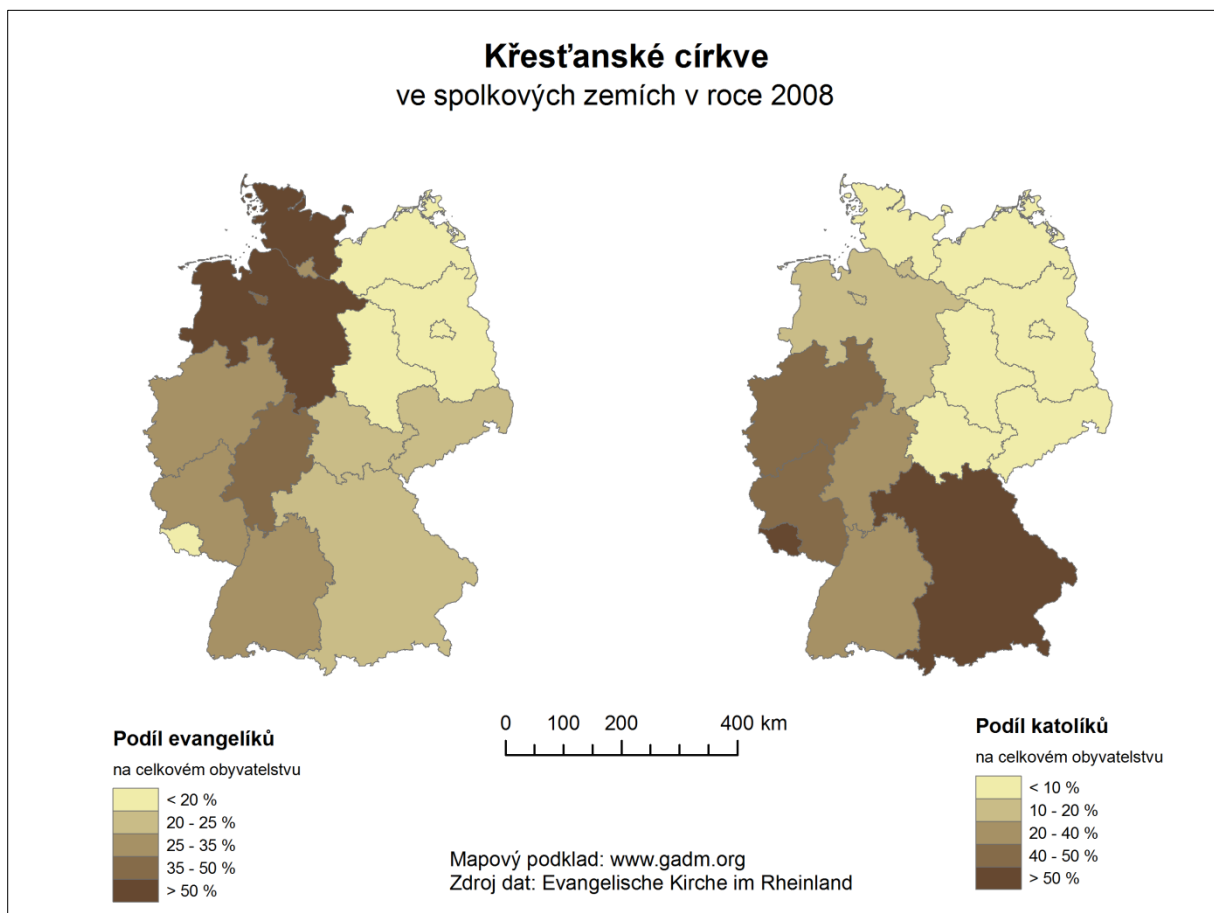 Křesťanské církve
ve spolkových zemích v roce 2008
Podíl evangelíků
na celkovém obyvatelstvu
< 20 %
20 - 25 %
25 - 35 %
35 - 50 %
> 50 %
0 100 200 400 km
Mapový podklad: www.gadm.org
Zdroj dat: Evangelische Kirche im Rheinland
Podíl katolíků
na celkovém obyvatelstvu
< 10 %
10 - 20 %
20 - 40 %
40 - 50 %
> 50 %